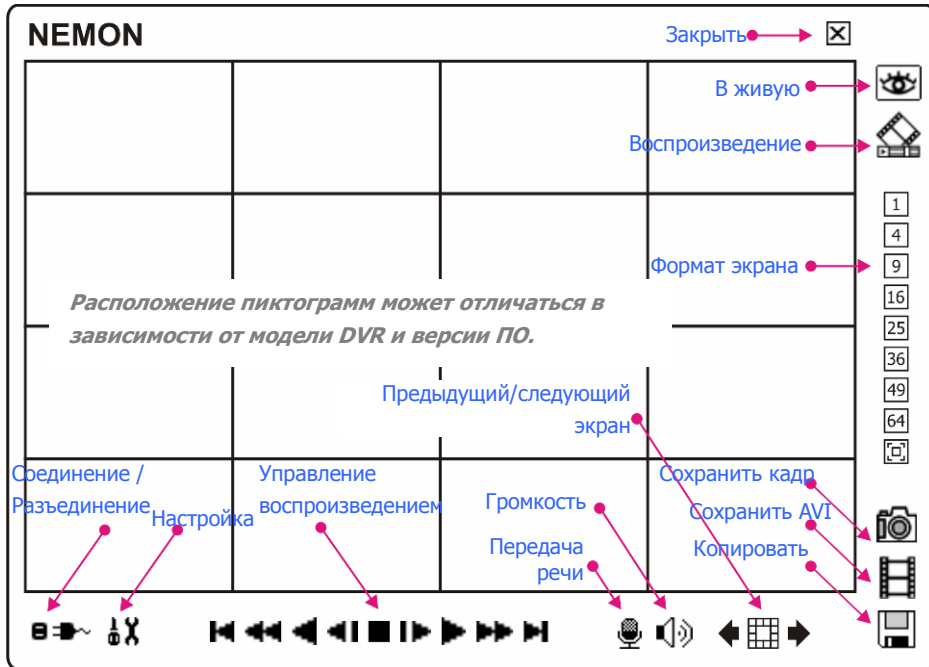 NEMON
Закрыть
В живую
Воспроизведение
1
4
Формат экрана
9
16
25
36
49
64
Расположение пиктограмм может отличаться в
зависимости от модели DVR и версии ПО.
Предыдущий/следующий
экран
Соединение /
Разъединение
Настройка
Управление
воспроизведением
Громкость
Передача
речи
Сохранить кадр
Сохранить AVI
Копировать